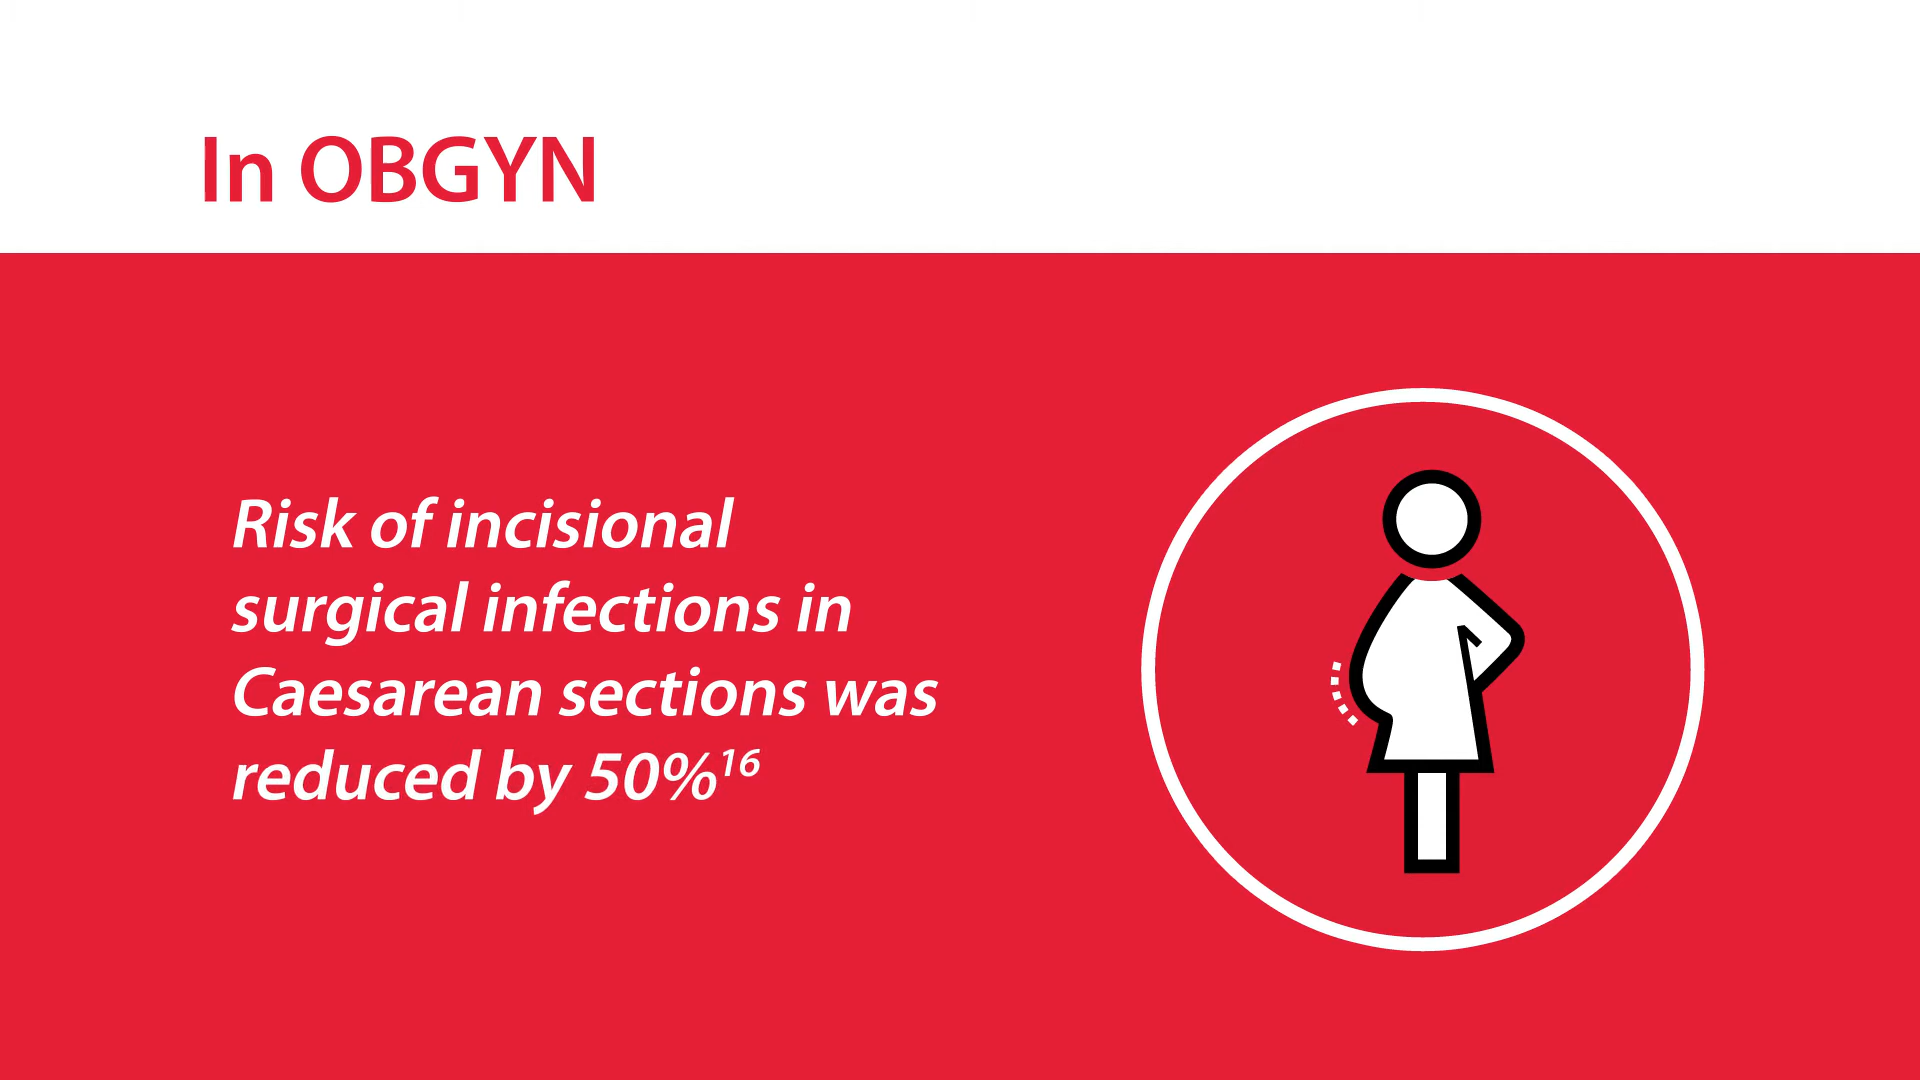 In OBGYN
Risk of incisional
surgical infections in
Caesarean sections was
reduced by 50%¹⁶